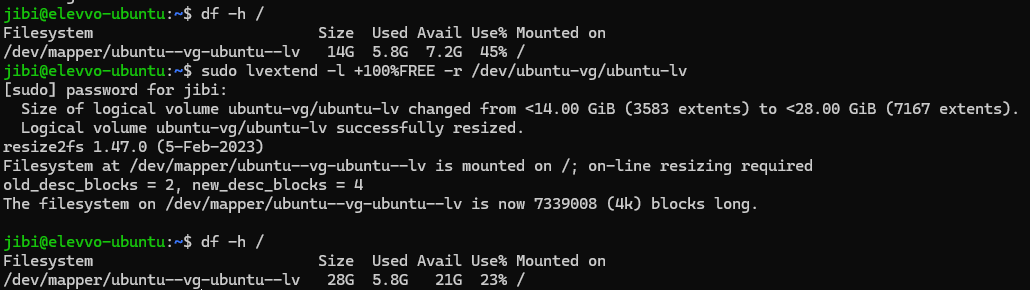 jibi@elevvo-ubuntu:~$ df -h /
Filesystem                         Size  Used Avail Use% Mounted on
/dev/mapper/ubuntu--vg-ubuntu--lv   14G  5.8G  7.2G  45% /
jibi@elevvo-ubuntu:~$ sudo lvextend -l +100%FREE -r /dev/ubuntu-vg/ubuntu-lv
[sudo] password for jibi:
  Size of logical volume ubuntu-vg/ubuntu-lv changed from <14.00 GiB (3583 extents) to <28.00 GiB (7167 extents).
  Logical volume ubuntu-vg/ubuntu-lv successfully resized.
resize2fs 1.47.0 (5-Feb-2023)
Filesystem at /dev/mapper/ubuntu--vg-ubuntu--lv is mounted on /; on-line resizing required
old_desc_blocks = 2, new_desc_blocks = 4
The filesystem on /dev/mapper/ubuntu--vg-ubuntu--lv is now 7339008 (4k) blocks long.

jibi@elevvo-ubuntu:~$ df -h /
Filesystem                         Size  Used Avail Use% Mounted on
/dev/mapper/ubuntu--vg-ubuntu--lv   28G  5.8G   21G  23% /